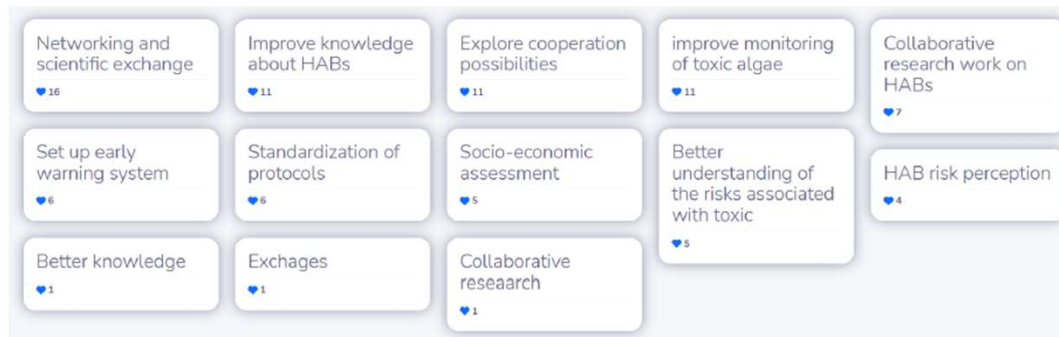 Networking and
scientific exchange
16
Improve knowledge
about HABs
11
Explore cooperation
possibilities
11
improve monitoring
of toxic algae
11
Collaborative
research work on
HABs
7
Set up early
warning system
6
Standardization of
protocols
6
Socio-economic
assessment
5
Better
understanding of
the risks associated
with toxic
5
HAB risk perception
4
Better knowledge
1
Exchages
1
Collaborative
reseaarch
1